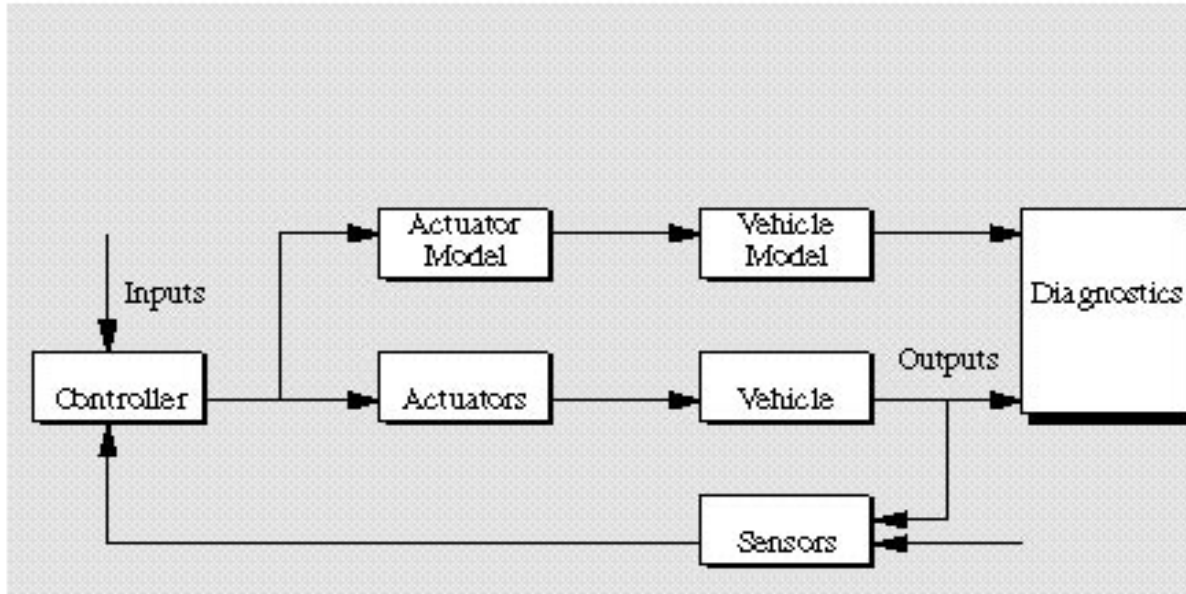 Actuator
Model
Vehicle
Model
Inputs
Diagnostics
Outputs
Controller
Actuators
Vehicle
Sensors